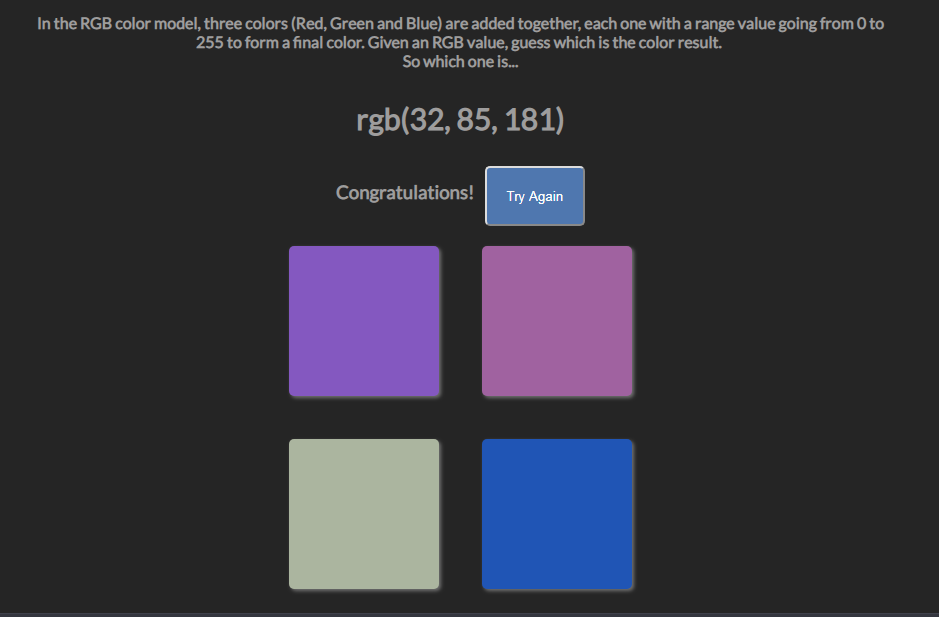 In the RGB color model, three colors (Red, Green and Blue) are added together, each one with a range value going from 0 to
255 to form a final color. Given an RGB value, guess which is the color result.
So which one is...
rgb(32, 85, 181)
Congratulations! Try Again